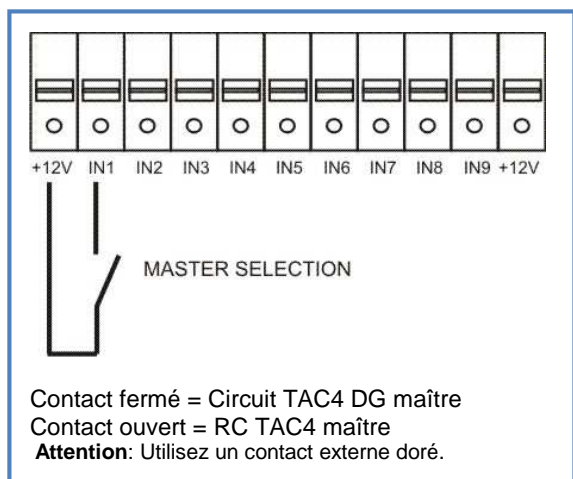 +12V IN1 IN2 IN3 IN4 IN5 IN6 IN7 IN8 IN9 +12V
MASTER SELECTION
Contact fermé = Circuit TAC4 DG maître
Contact ouvert = RC TAC4 maître
Attention: Utilisez un contact externe doré.